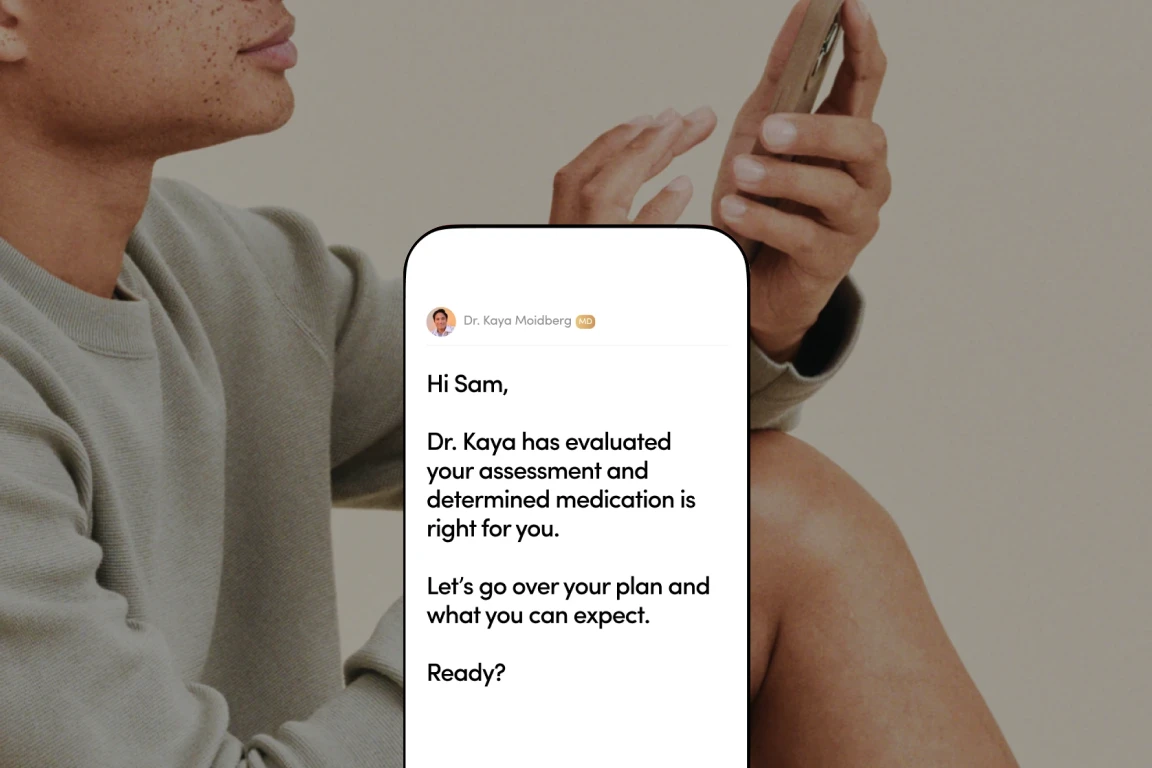 Dr. Kaya Moidberg MD
Hi Sam,
Dr. Kaya has evaluated
your assessment and
determined medication is
right for you.
Let’s go over your plan and
what you can expect.
Ready?